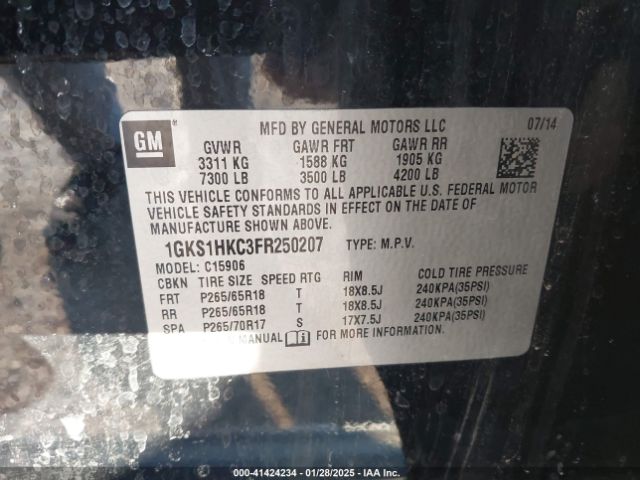 GM
MFD BY GENERAL MOTORS LLC 07/14
GVWR GAWR FRT GAWR RR
3311 KG 1588 KG 1905 KG
7300 LB 3500 LB 4200 LB
THIS VEHICLE CONFORMS TO ALL APPLICABLE U.S. FEDERAL MOTOR
VEHICLE SAFETY STANDARDS IN EFFECT ON THE DATE OF
MANUFACTURE SHOWN ABOVE.
1GKS1HKC3FR250207 TYPE: M.P.V.
MODEL: C15906
CBKN TIRE SIZE SPEED RTG RIM COLD TIRE PRESSURE
FRT P265/65R18 T 18X8.5J 240KPA(35PSI)
RR P265/65R18 T 18X8.5J 240KPA(35PSI)
SPA P265/70R17 S 17X7.5J 240KPA(35PSI)
MANUAL FOR MORE INFORMATION.
000-41424234 - 01/28/2025 - IAA Inc.